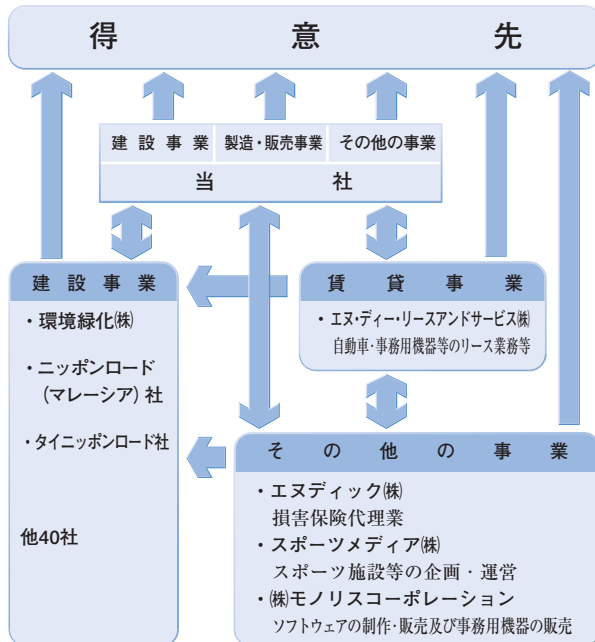 得意先
建設事業 製造・販売事業 その他の事業
当社
建設事業
・環境緑化㈱
・ニッポンロード
(マレーシア)社
・タイニッポンロード社
他40社
賃貸事業
・エヌ・ディー・リースアンドサービス㈱
自動車・事務用機器等のリース業務等
その他の事業
・エヌディック㈱
損害保険代理業
・スポーツメディア㈱
スポーツ施設等の企画・運営
・㈱モノリスコーポレーション
ソフトウェアの制作・販売及び事務用機器の販売